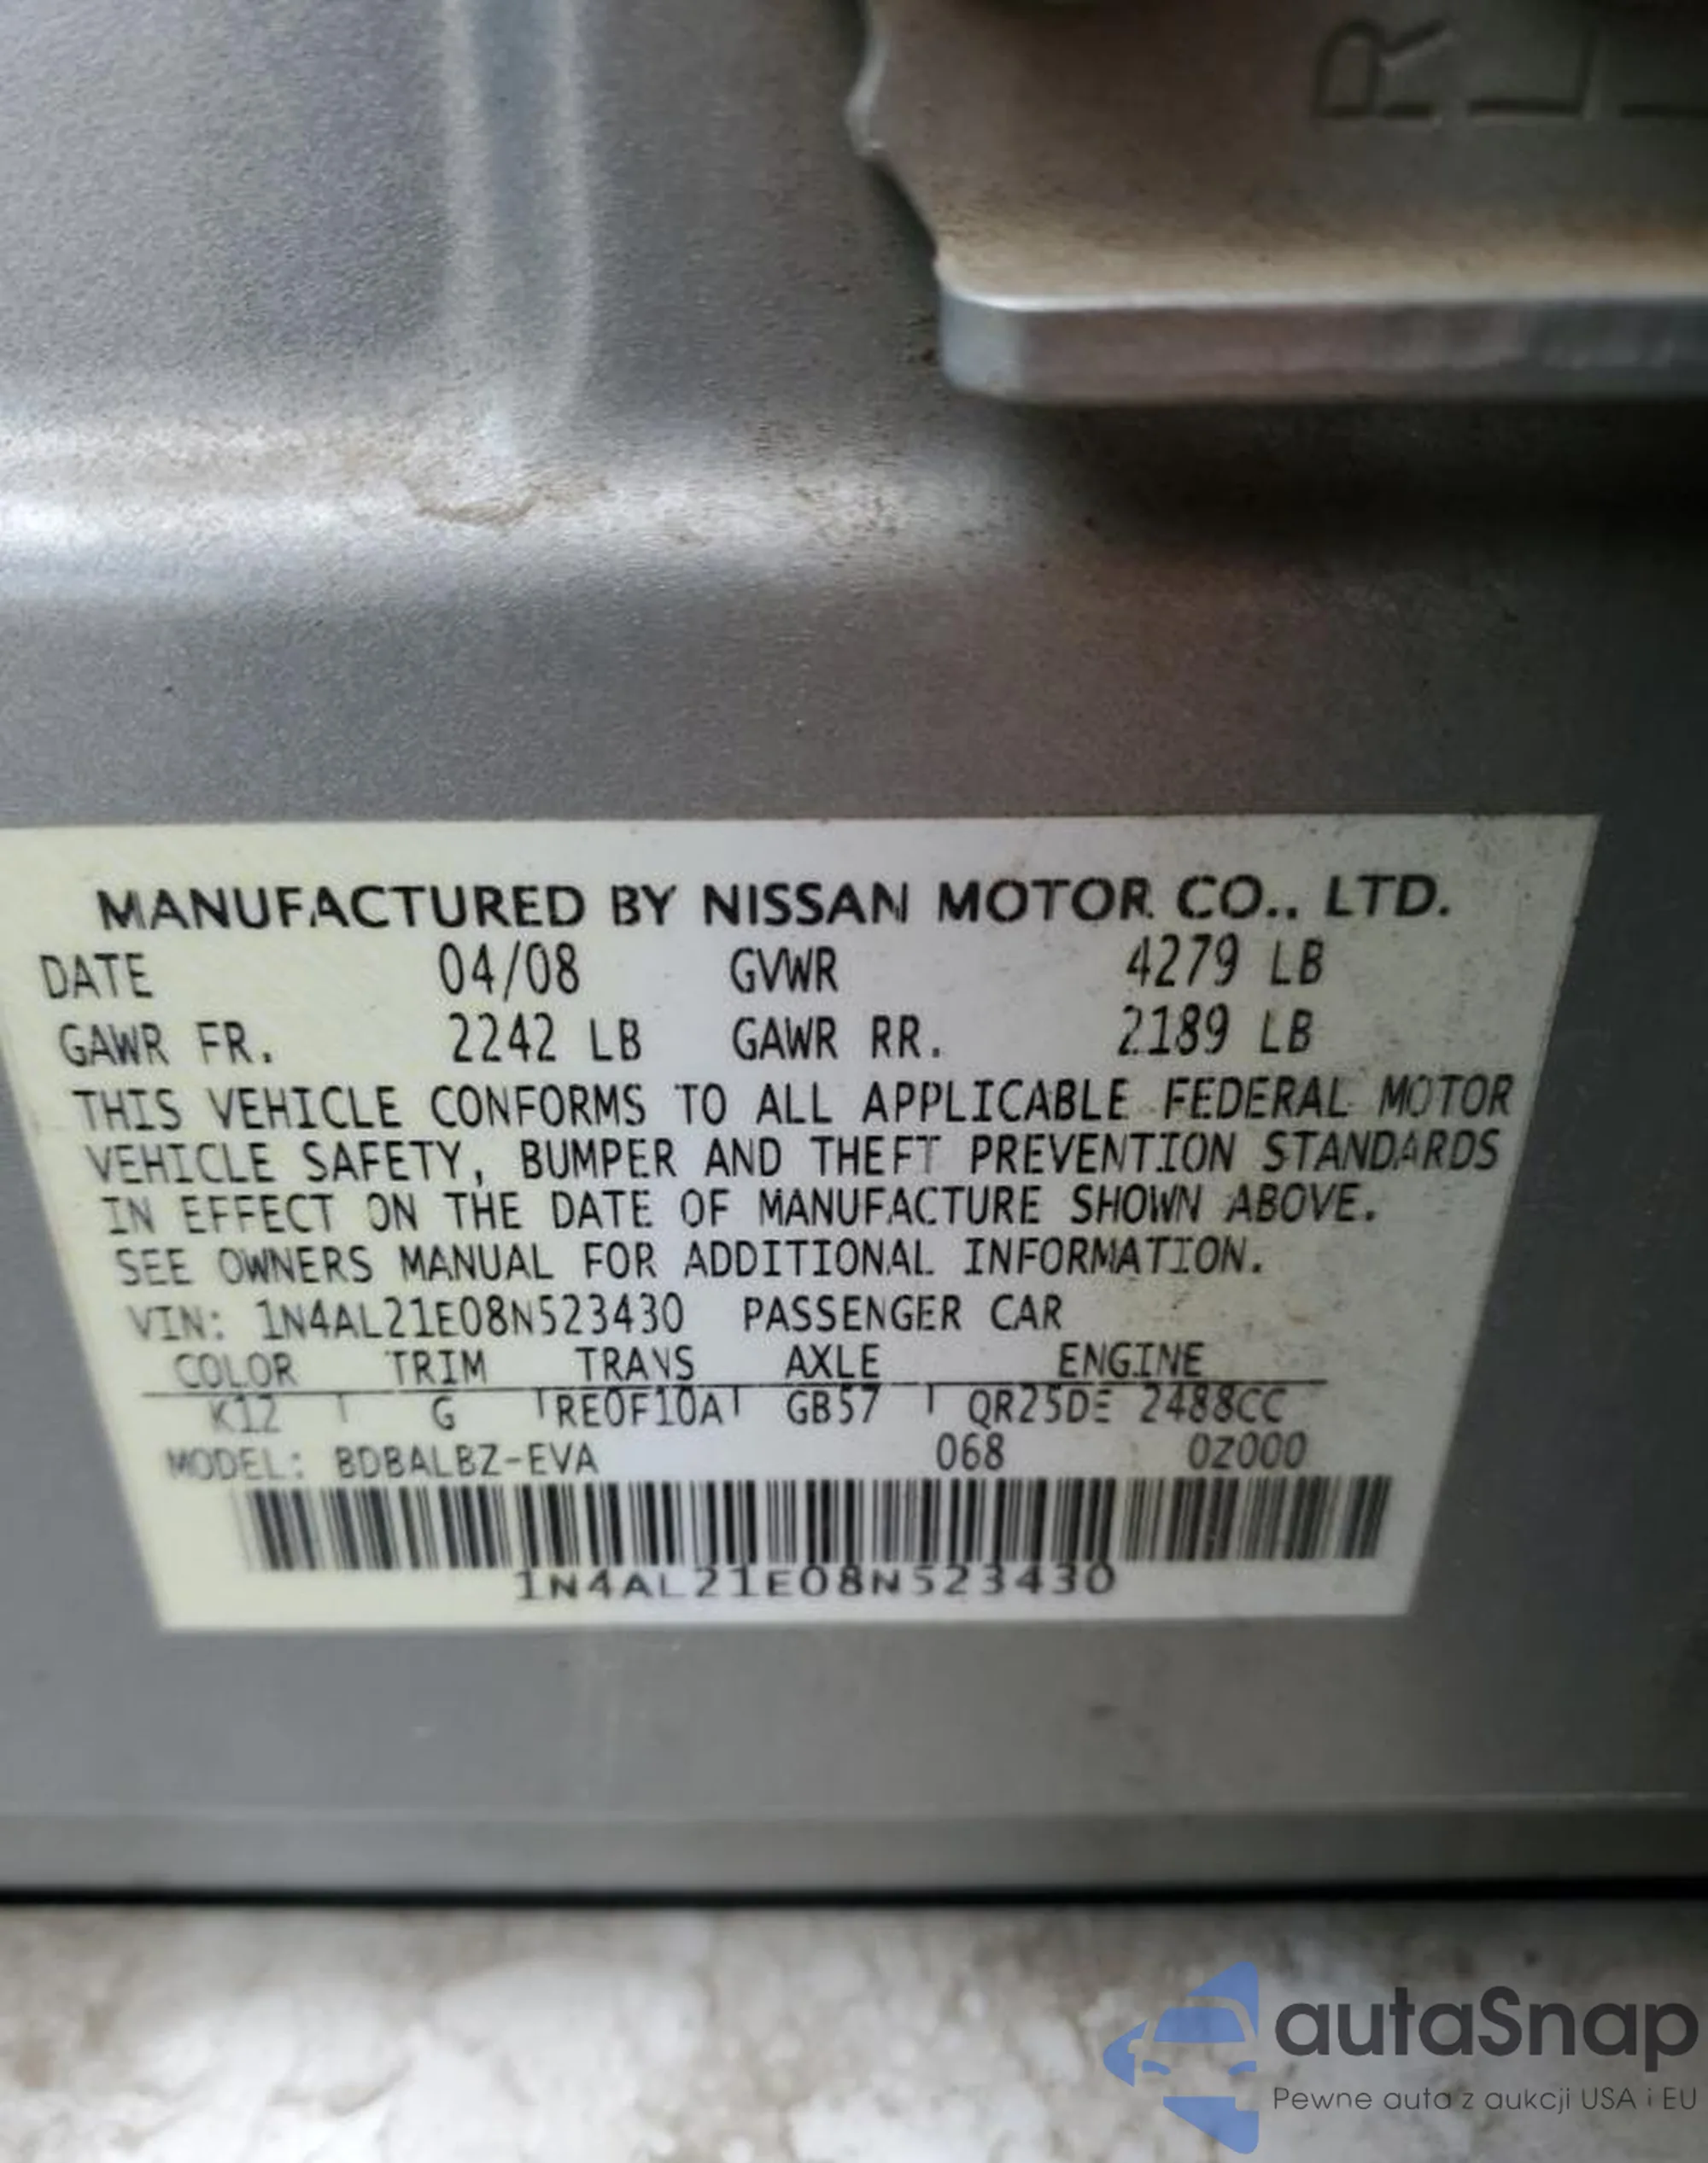 RLL
MANUFACTURED BY NISSAN MOTOR CO., LTD.
DATE 04/08 GVWR 4279 LB
GAWR FR. 2242 LB GAWR RR. 2189 LB
THIS VEHICLE CONFORMS TO ALL APPLICABLE FEDERAL MOTOR
VEHICLE SAFETY, BUMPER AND THEFT PREVENTION STANDARDS
IN EFFECT ON THE DATE OF MANUFACTURE SHOWN ABOVE.
SEE OWNERS MANUAL FOR ADDITIONAL INFORMATION.
VIN: 1N4AL21E08N523430 PASSENGER CAR
COLOR TRIM TRANS AXLE ENGINE
K12 G RE0F10A GB57 QR25DE 2488CC
MODEL: BDBALBZ-EVA 068 0Z000
1N4AL21E08N523430
autaSnap
Pewne auta z aukcji USA i EU